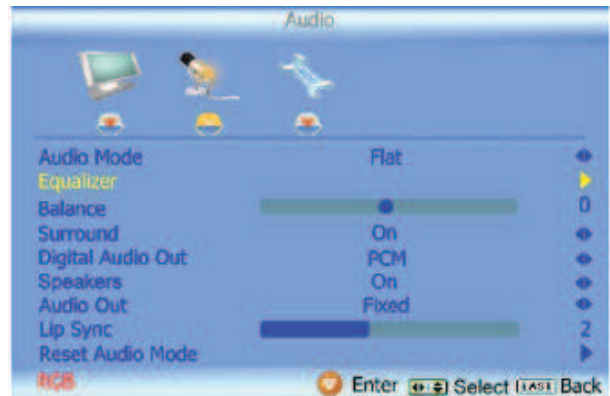 Audio
Audio Mode Flat
Equalizer
Balance 0
Surround On
Digital Audio Out PCM
Speakers On
Audio Out Fixed
Lip Sync 2
Reset Audio Mode
RGB Enter Select LAST Back